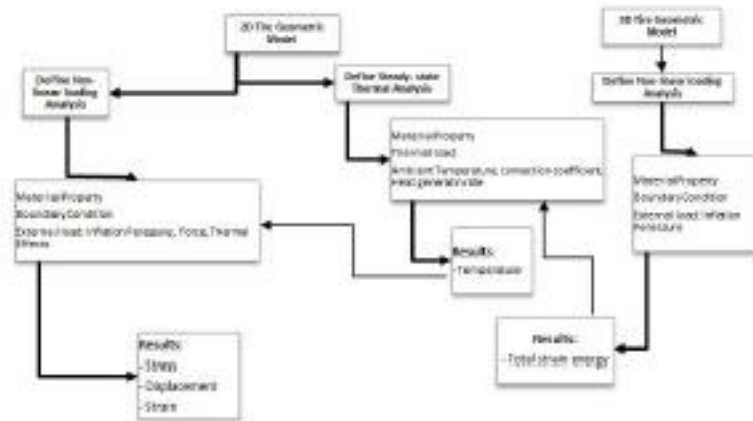 2D Tire Geometric
Model
3D Tire Geometric
Model
Define Non-
linear loading
Analysis
Define Steady- state
Thermal Analysis
Define Non-linear loading
Analysis
Material Property
Thermal load:
Ambient Temperature, convection coefficient,
Heat generation rate
Material Property
Boundary Condition
External load: Inflation Pressure, Force, Thermal
Effects
Material Property
Boundary Condition
External load: Inflation
Pressure
Results:
- Temperature
Results:
- Total strain energy
Results:
- Stress
- Displacement
- Strain